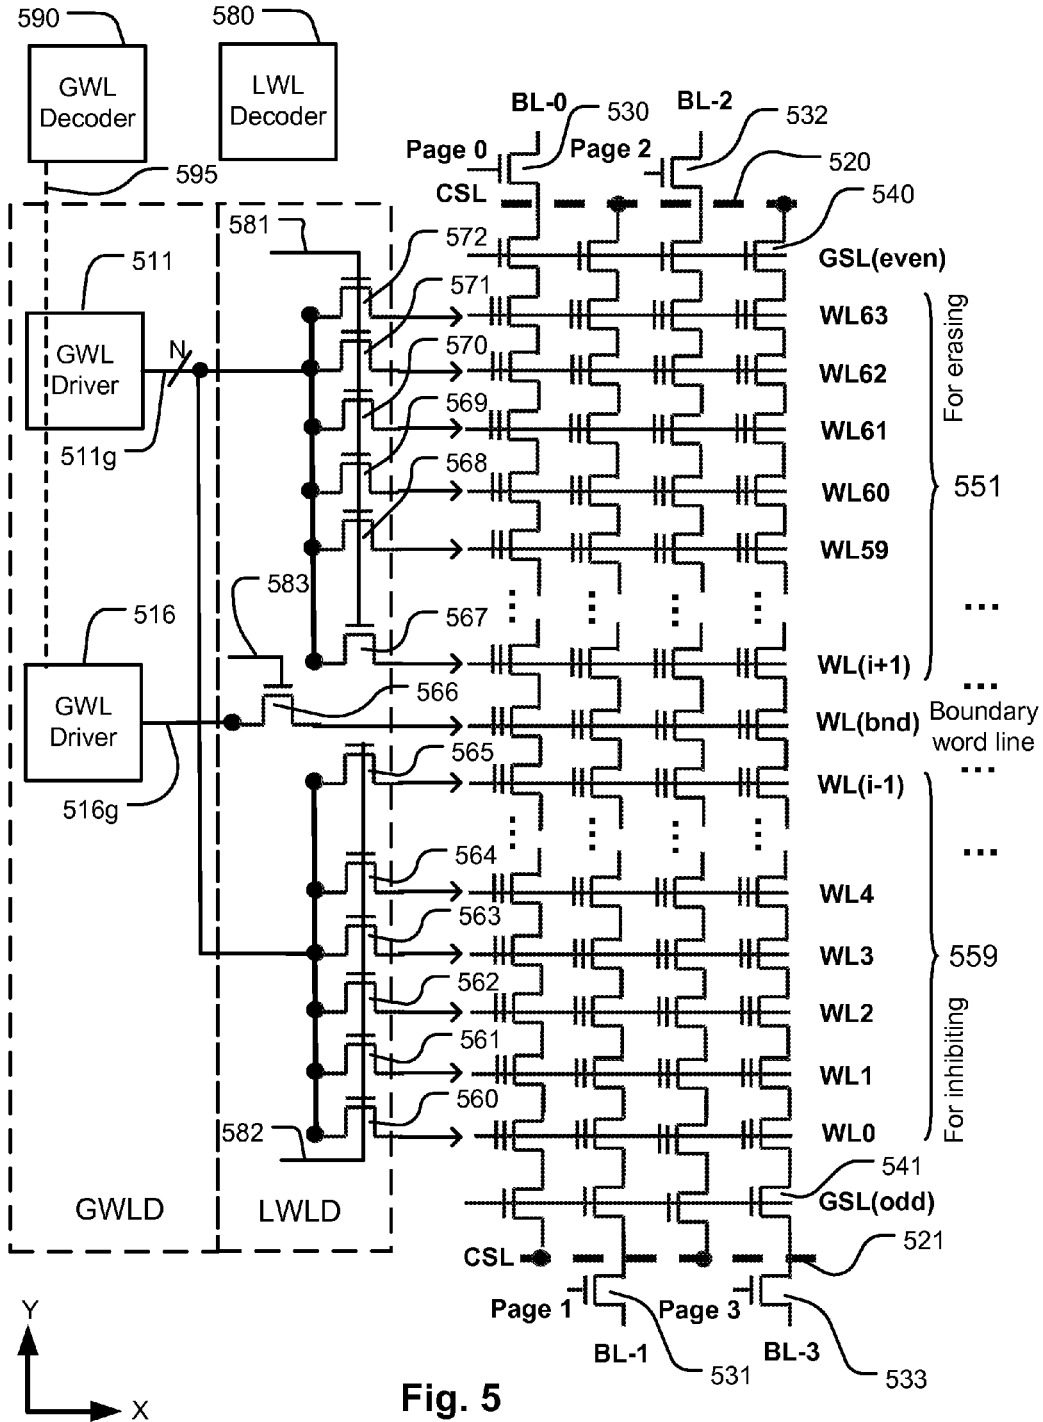 590
580
GWL
Decoder
LWL
Decoder
BL-0
530
BL-2
532
Page 0
Page 2
520
595
CSL
540
581
572
GSL(even)
511
571
WL63
For erasing
GWL
Driver
N
570
WL62
569
WL61
511g
568
WL60
551
WL59
583
...
...
...
...
...
516
567
WL(i+1)
...
566
GWL
Driver
WL(bnd)
Boundary
word line
565
WL(i-1)
...
516g
...
...
...
...
...
564
WL4
563
WL3
559
562
WL2
561
WL1
For inhibiting
560
WL0
582
541
GWLD
LWLD
GSL(odd)
CSL
521
Page 1
Page 3
Y
BL-1
531
BL-3
533
X
Fig. 5